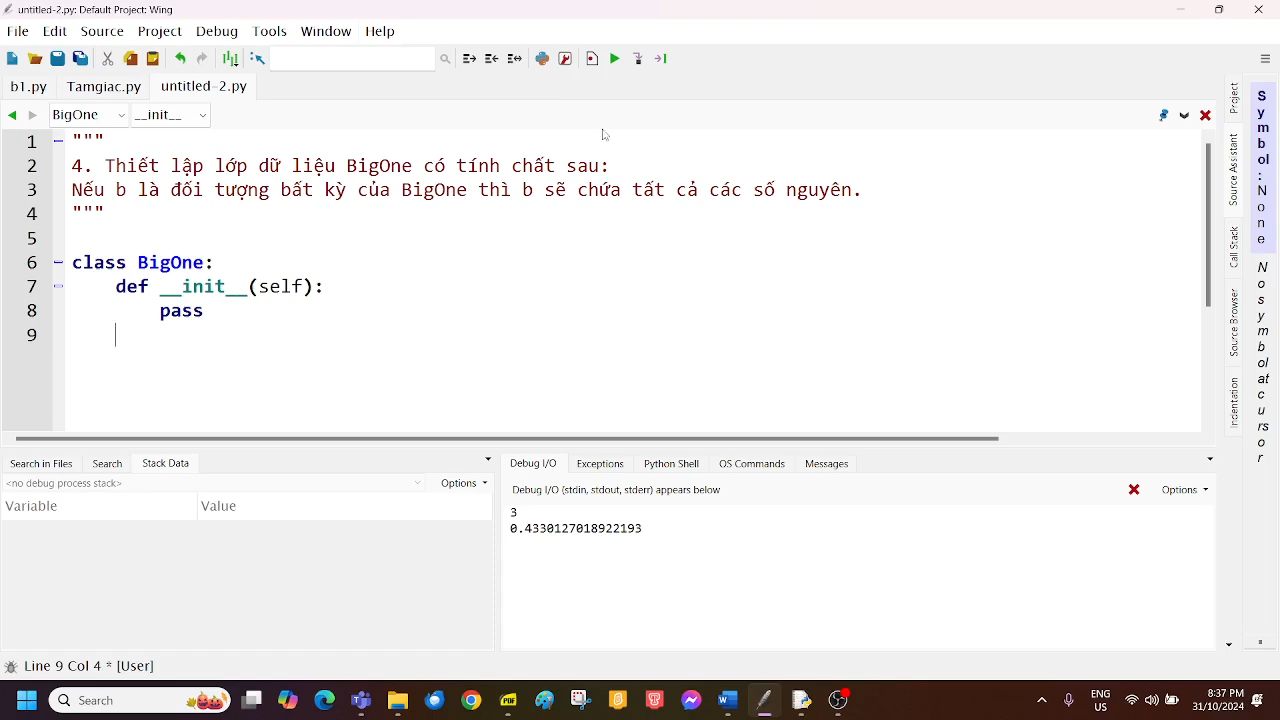 untitled-2.py: Default Project: Wing
File Edit Source Project Debug Tools Window Help
b1.py Tamgiac.py untitled-2.py
BigOne __init__
1 """
2 4. Thiết lập lớp dữ liệu BigOne có tính chất sau:
3 Nếu b là đối tượng bất kỳ của BigOne thì b sẽ chứa tất cả các số nguyên.
4 """
5
6 class BigOne:
7 def __init__(self):
8 pass
9
Project
Source Assistant
Call Stack
Source Browser
Indentation
Symbol: None
No symbol at cursor
Search in Files Search Stack Data
<no debug process stack> Options
Variable Value
Debug I/O Exceptions Python Shell OS Commands Messages
Debug I/O (stdin, stdout, stderr) appears below Options
3
0.4330127018922193
Line 9 Col 4 * [User]
Search
PDF
ENG
US
8:37 PM
31/10/2024